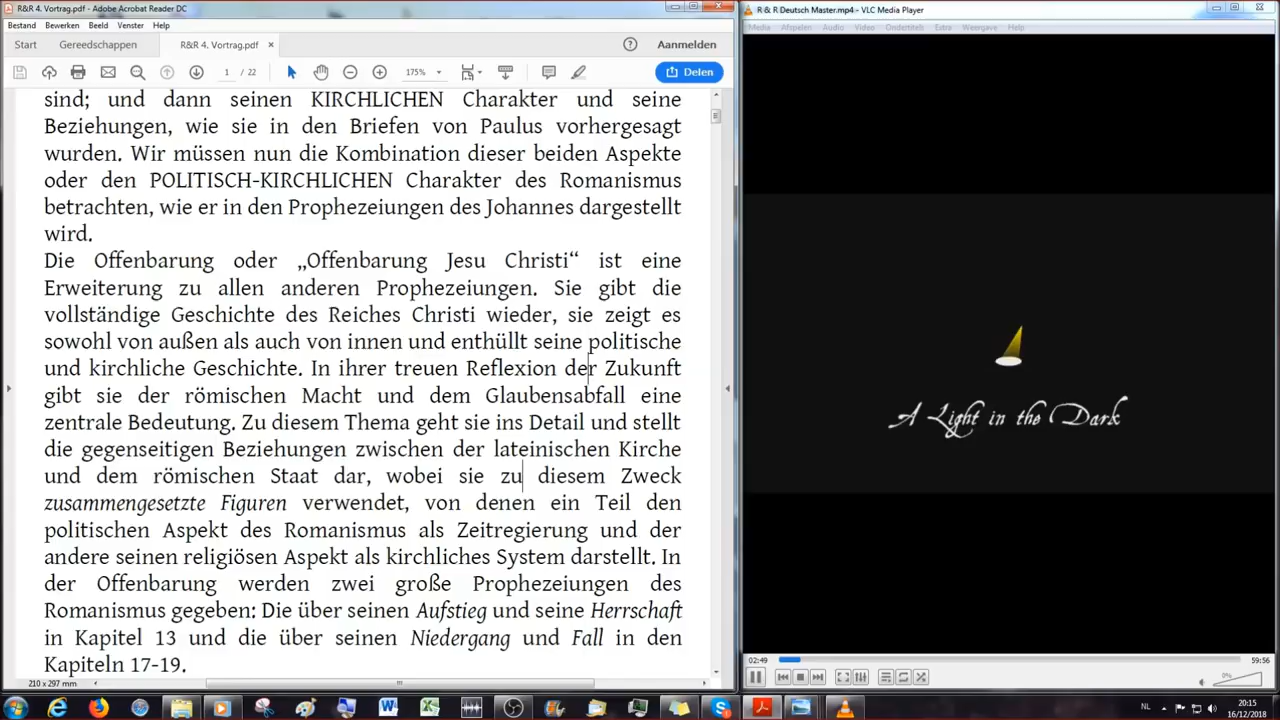 R&R 4. Vortrag.pdf - Adobe Acrobat Reader DC
Bestand Bewerken Beeld Venster Help
Start Gereedschappen R&R 4. Vortrag.pdf × Aanmelden
1 / 22 175% Delen
sind; und dann seinen KIRCHLICHEN Charakter und seine
Beziehungen, wie sie in den Briefen von Paulus vorhergesagt
wurden. Wir müssen nun die Kombination dieser beiden Aspekte
oder den POLITISCH-KIRCHLICHEN Charakter des Romanismus
betrachten, wie er in den Prophezeiungen des Johannes dargestellt
wird.
Die Offenbarung oder „Offenbarung Jesu Christi“ ist eine
Erweiterung zu allen anderen Prophezeiungen. Sie gibt die
vollständige Geschichte des Reiches Christi wieder, sie zeigt es
sowohl von außen als auch von innen und enthüllt seine politische
und kirchliche Geschichte. In ihrer treuen Reflexion der Zukunft
gibt sie der römischen Macht und dem Glaubensabfall eine
zentrale Bedeutung. Zu diesem Thema geht sie ins Detail und stellt
die gegenseitigen Beziehungen zwischen der lateinischen Kirche
und dem römischen Staat dar, wobei sie zu diesem Zweck
zusammengesetzte Figuren verwendet, von denen ein Teil den
politischen Aspekt des Romanismus als Zeitregierung und der
andere seinen religiösen Aspekt als kirchliches System darstellt. In
der Offenbarung werden zwei große Prophezeiungen des
Romanismus gegeben: Die über seinen Aufstieg und seine Herrschaft
in Kapitel 13 und die über seinen Niedergang und Fall in den
Kapiteln 17-19.
210 x 297 mm
R & R Deutsch Master.mp4 - VLC Media Player
Media Afspelen Audio Video Ondertitels Extra Weergave Help
A Light in the Dark
02:49 59:56
0%
NL 20:15
16/12/2018